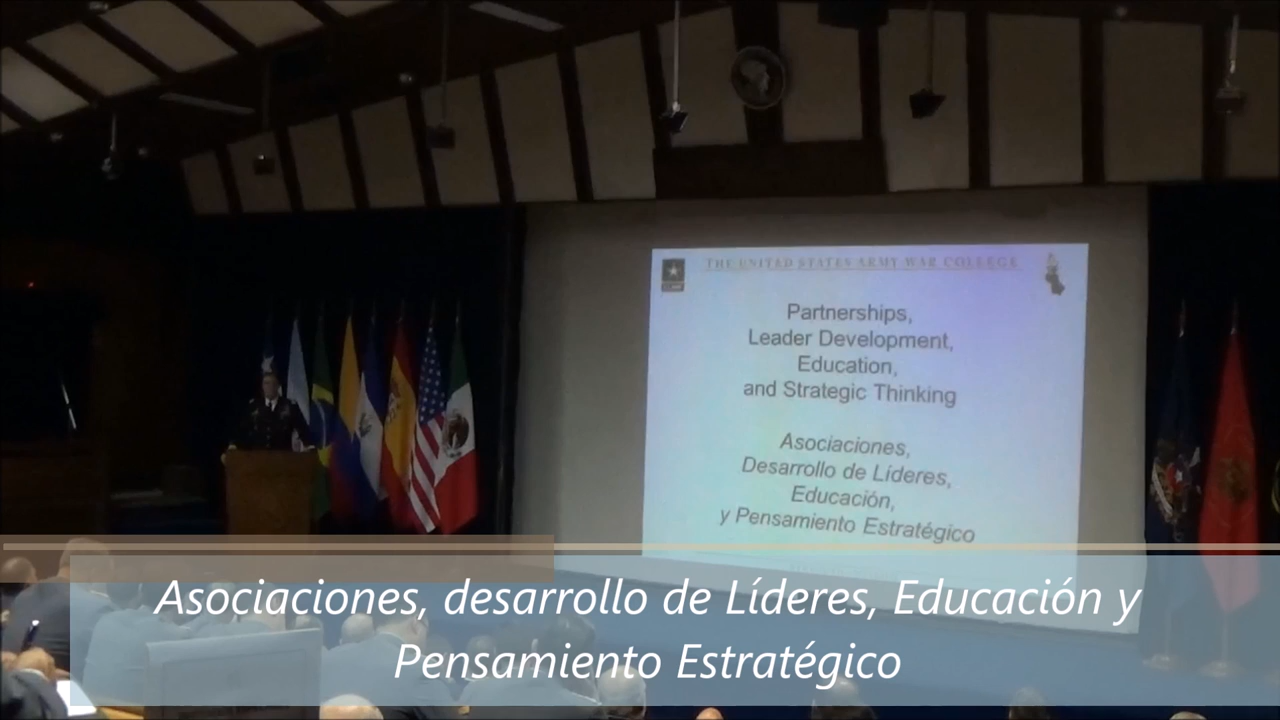 THE UNITED STATES ARMY WAR COLLEGE
Partnerships,
Leader Development,
Education,
and Strategic Thinking
Asociaciones,
Desarrollo de Líderes,
Educación,
y Pensamiento Estratégico
Asociaciones, desarrollo de Líderes, Educación y
Pensamiento Estratégico